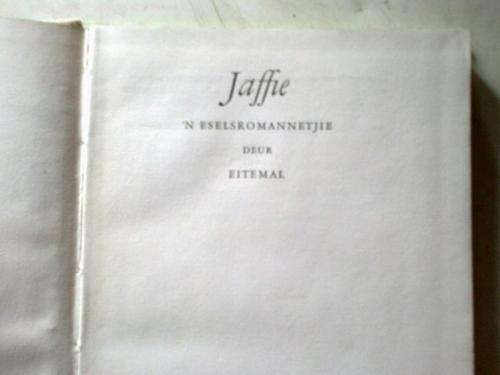 Jaffie
'N ESELSROMANNETJIE
DEUR
EITEMAL